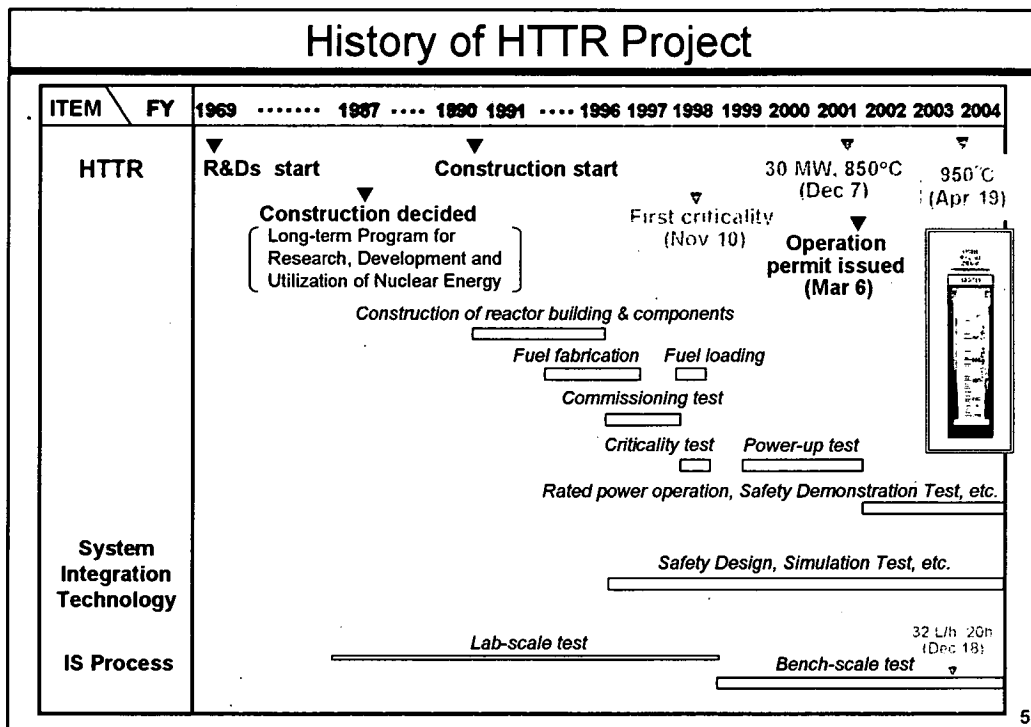 History of HTTR Project
ITEM FY 1969 ······· 1987 ···· 1990 1991 ···· 1996 1997 1998 1999 2000 2001 2002 2003 2004
HTTR
R&Ds start
Construction start
30 MW, 850°C
(Dec 7)
950°C
(Apr 19)
Construction decided
Long-term Program for
Research, Development and
Utilization of Nuclear Energy
First criticality
(Nov 10)
Operation
permit issued
(Mar 6)
Construction of reactor building & components
Fuel fabrication
Fuel loading
Commissioning test
Criticality test
Power-up test
Rated power operation, Safety Demonstration Test, etc.
System
Integration
Technology
Safety Design, Simulation Test, etc.
IS Process
Lab-scale test
32 L/h 20h
(Dec 18)
Bench-scale test
5